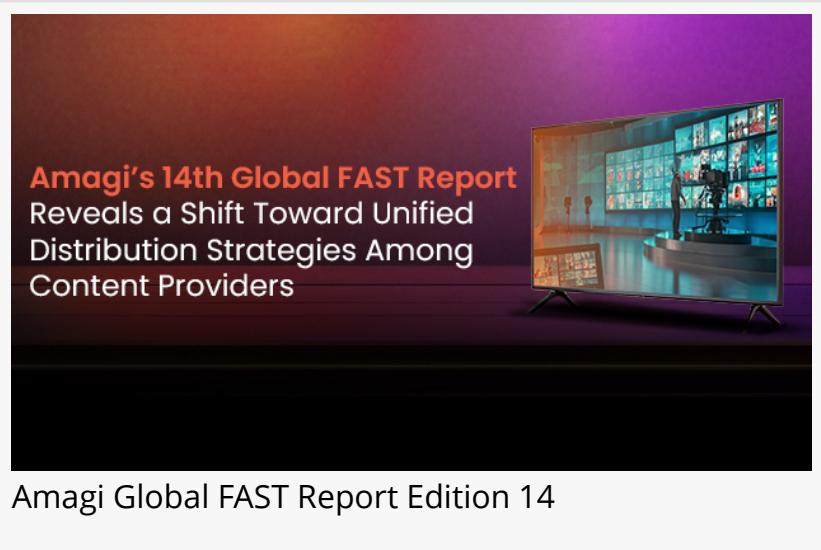 Amagi's 14th Global FAST Report
Reveals a Shift Toward Unified
Distribution Strategies Among
Content Providers
Amagi Global FAST Report Edition 14